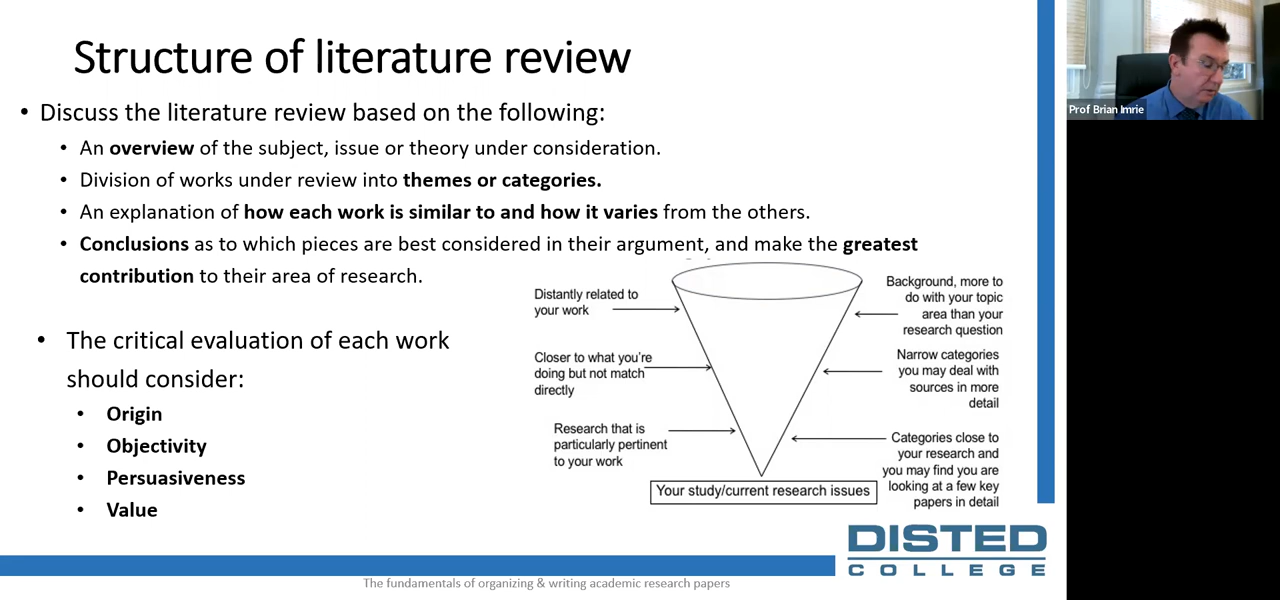 Structure of literature review
• Discuss the literature review based on the following:
• An overview of the subject, issue or theory under consideration.
• Division of works under review into themes or categories.
• An explanation of how each work is similar to and how it varies from the others.
• Conclusions as to which pieces are best considered in their argument, and make the greatest
contribution to their area of research.
• The critical evaluation of each work
should consider:
• Origin
• Objectivity
• Persuasiveness
• Value
Distantly related to
your work
Closer to what you're
doing but not match
directly
Research that is
particularly pertinent
to your work
Background, more to
do with your topic
area than your
research question
Narrow categories
you may deal with
sources in more
detail
Categories close to
your research and
you may find you are
looking at a few key
papers in detail
Your study/current research issues
DISTED
COLLEGE
The fundamentals of organizing & writing academic research papers
Prof Brian Imrie